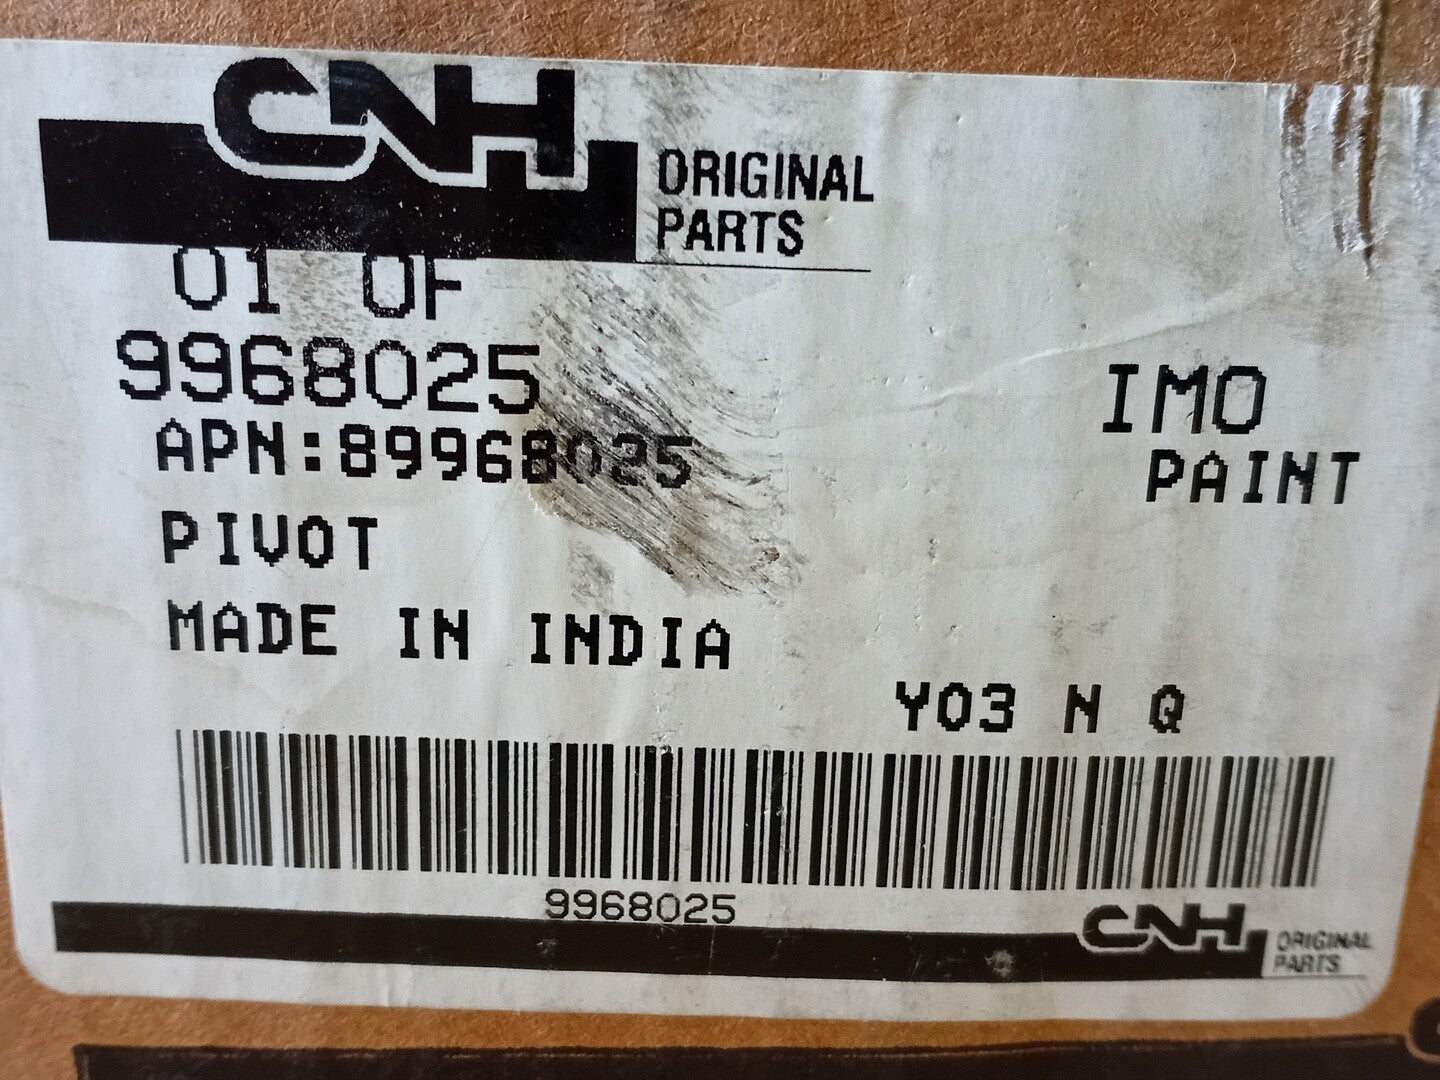 CNH ORIGINAL
PARTS
01 OF
9968025
IMO
APN:89968025
PAINT
PIVOT
MADE IN INDIA
Y03 N Q
9968025
CNH ORIGINAL
PARTS